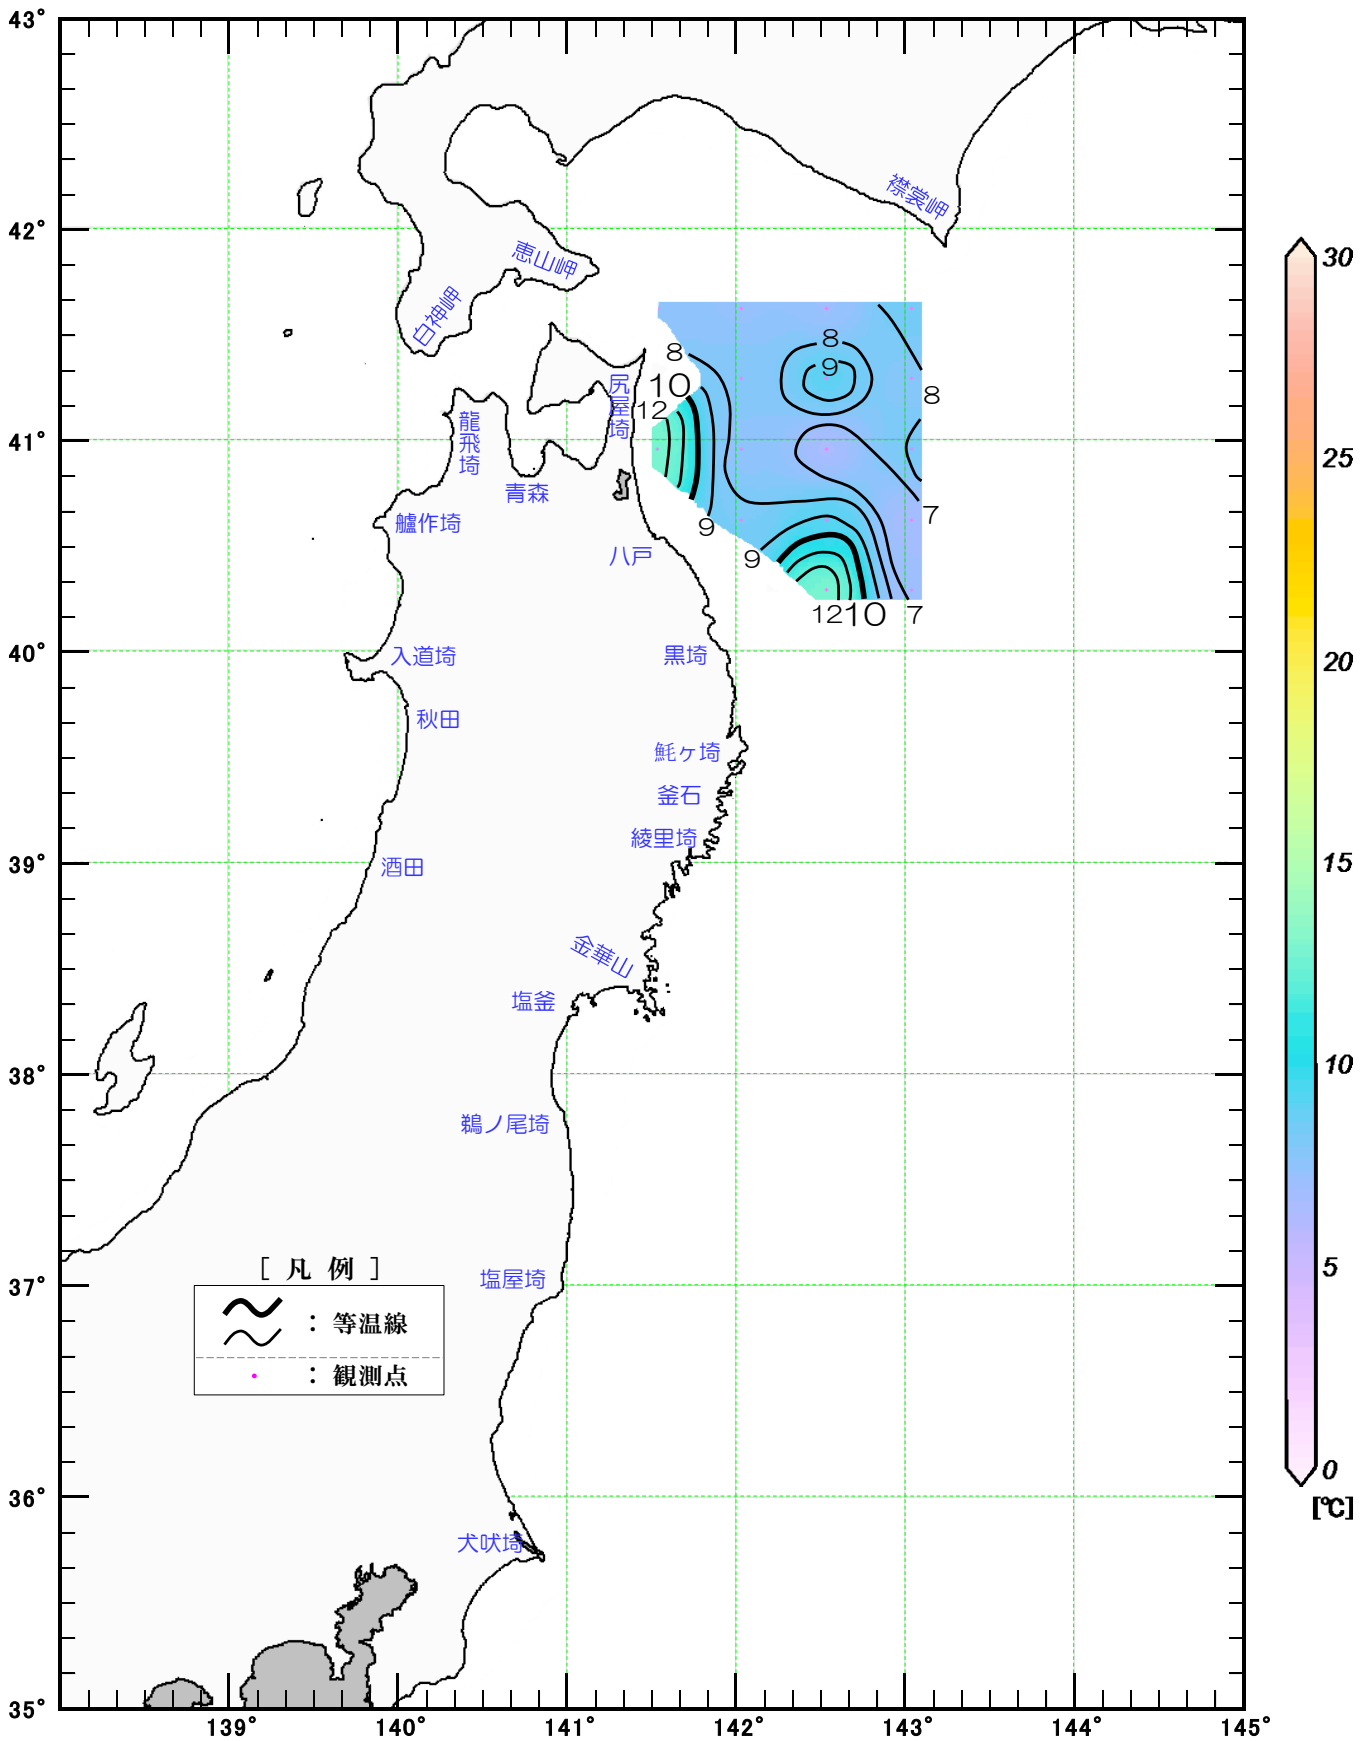 43°
42°
41°
40°
39°
38°
37°
36°
35°
139°
140°
141°
142°
143°
144°
145°
襟裳岬
恵山岬
白神岬
尻屋埼
龍飛埼
青森
艫作埼
八戸
入道埼
黒埼
秋田
魹ヶ埼
釜石
綾里埼
酒田
金華山
塩釜
鵜ノ尾埼
塩屋埼
犬吠埼
8
10
12
9
9
8
9
8
7
12
10
7
[ 凡 例 ]
: 等温線
: 観測点
30
25
20
15
10
5
0
[℃]